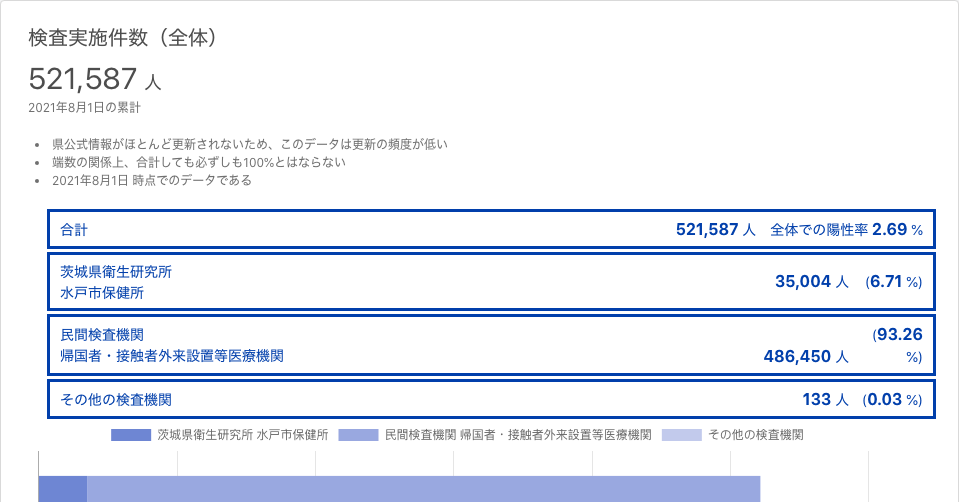 検査実施件数（全体）
521,587 人
2021年8月1日の累計
• 県公式情報がほとんど更新されないため、このデータは更新の頻度が低い
• 端数の関係上、合計しても必ずしも100%とはならない
• 2021年8月1日 時点でのデータである
合計 521,587 人 全体での陽性率 2.69 %
茨城県衛生研究所
水戸市保健所 35,004 人 (6.71 %)
民間検査機関 (93.26
帰国者・接触者外来設置等医療機関 486,450 人 %)
その他の検査機関 133 人 (0.03 %)
茨城県衛生研究所 水戸市保健所 民間検査機関 帰国者・接触者外来設置等医療機関 その他の検査機関